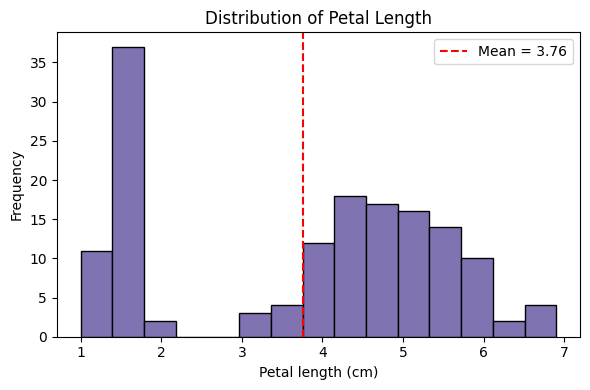 Distribution of Petal Length
Mean = 3.76
Frequency
35
30
25
20
15
10
5
0
1 2 3 4 5 6 7
Petal length (cm)